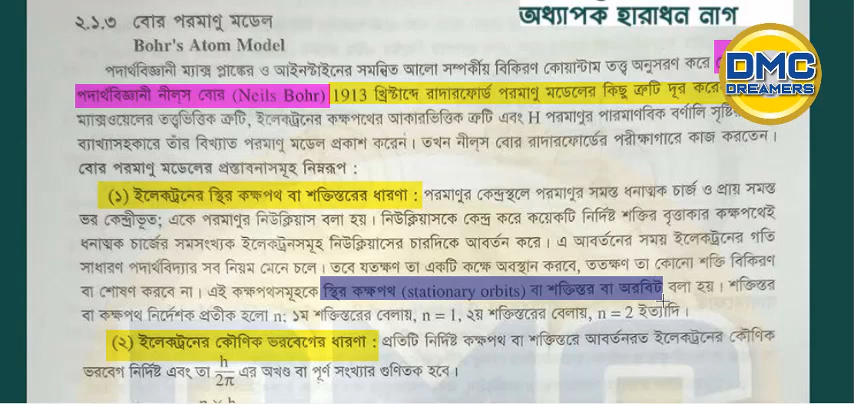 অধ্যাপক হারাধন নাগ
DMC
DREAMERS
২.১.৩ বোর পরমাণু মডেল
Bohr's Atom Model
পদার্থবিজ্ঞানী ম্যাক্স প্লাঙ্কের ও আইনস্টাইনের সমন্বিত আলো সম্পর্কীয় বিকিরণ কোয়ান্টাম তত্ত্ব অনুসরণ করে
পদার্থবিজ্ঞানী নীল্‌স বোর (Neils Bohr) 1913 খ্রিস্টাব্দে রাদারফোর্ড পরমাণু মডেলের কিছু ত্রুটি দূর করে
ম্যাক্সওয়েলের তত্ত্বভিত্তিক ত্রুটি, ইলেকট্রনের কক্ষপথের আকারভিত্তিক ত্রুটি এবং H পরমাণুর পারমাণবিক বর্ণালি সৃষ্টির
ব্যাখ্যাসহকারে তাঁর বিখ্যাত পরমাণু মডেল প্রকাশ করেন। তখন নীল্‌স বোর রাদারফোর্ডের পরীক্ষাগারে কাজ করতেন।
বোর পরমাণু মডেলের প্রস্তাবনাসমূহ নিম্নরূপ :
(১) ইলেকট্রনের স্থির কক্ষপথ বা শক্তিস্তরের ধারণা : পরমাণুর কেন্দ্রস্থলে পরমাণুর সমস্ত ধনাত্মক চার্জ ও প্রায় সমস্ত
ভর কেন্দ্রীভূত; একে পরমাণুর নিউক্লিয়াস বলা হয়। নিউক্লিয়াসকে কেন্দ্র করে কয়েকটি নির্দিষ্ট শক্তির বৃত্তাকার কক্ষপথেই
ধনাত্মক চার্জের সমসংখ্যক ইলেকট্রনসমূহ নিউক্লিয়াসের চারদিকে আবর্তন করে। এ আবর্তনের সময় ইলেকট্রনের গতি
সাধারণ পদার্থবিদ্যার সব নিয়ম মেনে চলে। তবে যতক্ষণ তা একটি কক্ষে অবস্থান করবে, ততক্ষণ তা কোনো শক্তি বিকিরণ
বা শোষণ করবে না। এই কক্ষপথসমূহকে স্থির কক্ষপথ (stationary orbits) বা শক্তিস্তর বা অরবিট বলা হয়। শক্তিস্তর
বা কক্ষপথ নির্দেশক প্রতীক হলো n; ১ম শক্তিস্তরের বেলায়, n = 1, ২য় শক্তিস্তরের বেলায়, n = 2 ইত্যাদি।
(২) ইলেকট্রনের কৌণিক ভরবেগের ধারণা : প্রতিটি নির্দিষ্ট কক্ষপথ বা শক্তিস্তরে আবর্তনরত ইলেকট্রনের কৌণিক
ভরবেগ নির্দিষ্ট এবং তা h/2π এর অখণ্ড বা পূর্ণ সংখ্যার গুণিতক হবে।